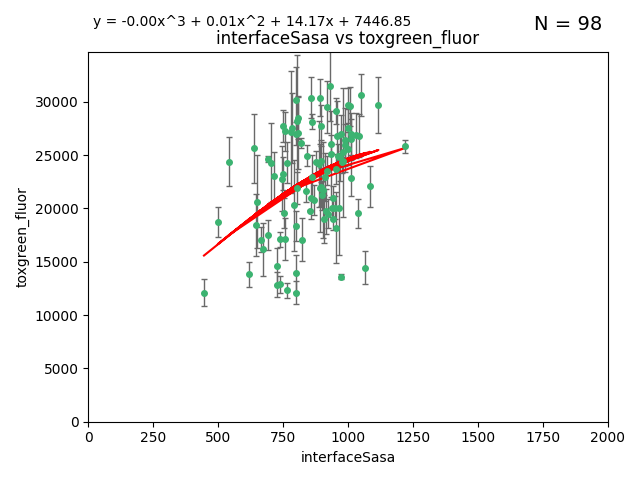 y = -0.00x^3 + 0.01x^2 + 14.17x + 7446.85
N = 98
interfaceSasa vs toxgreen_fluor
toxgreen_fluor
30000
25000
20000
15000
10000
5000
0
0 250 500 750 1000 1250 1500 1750 2000
interfaceSasa